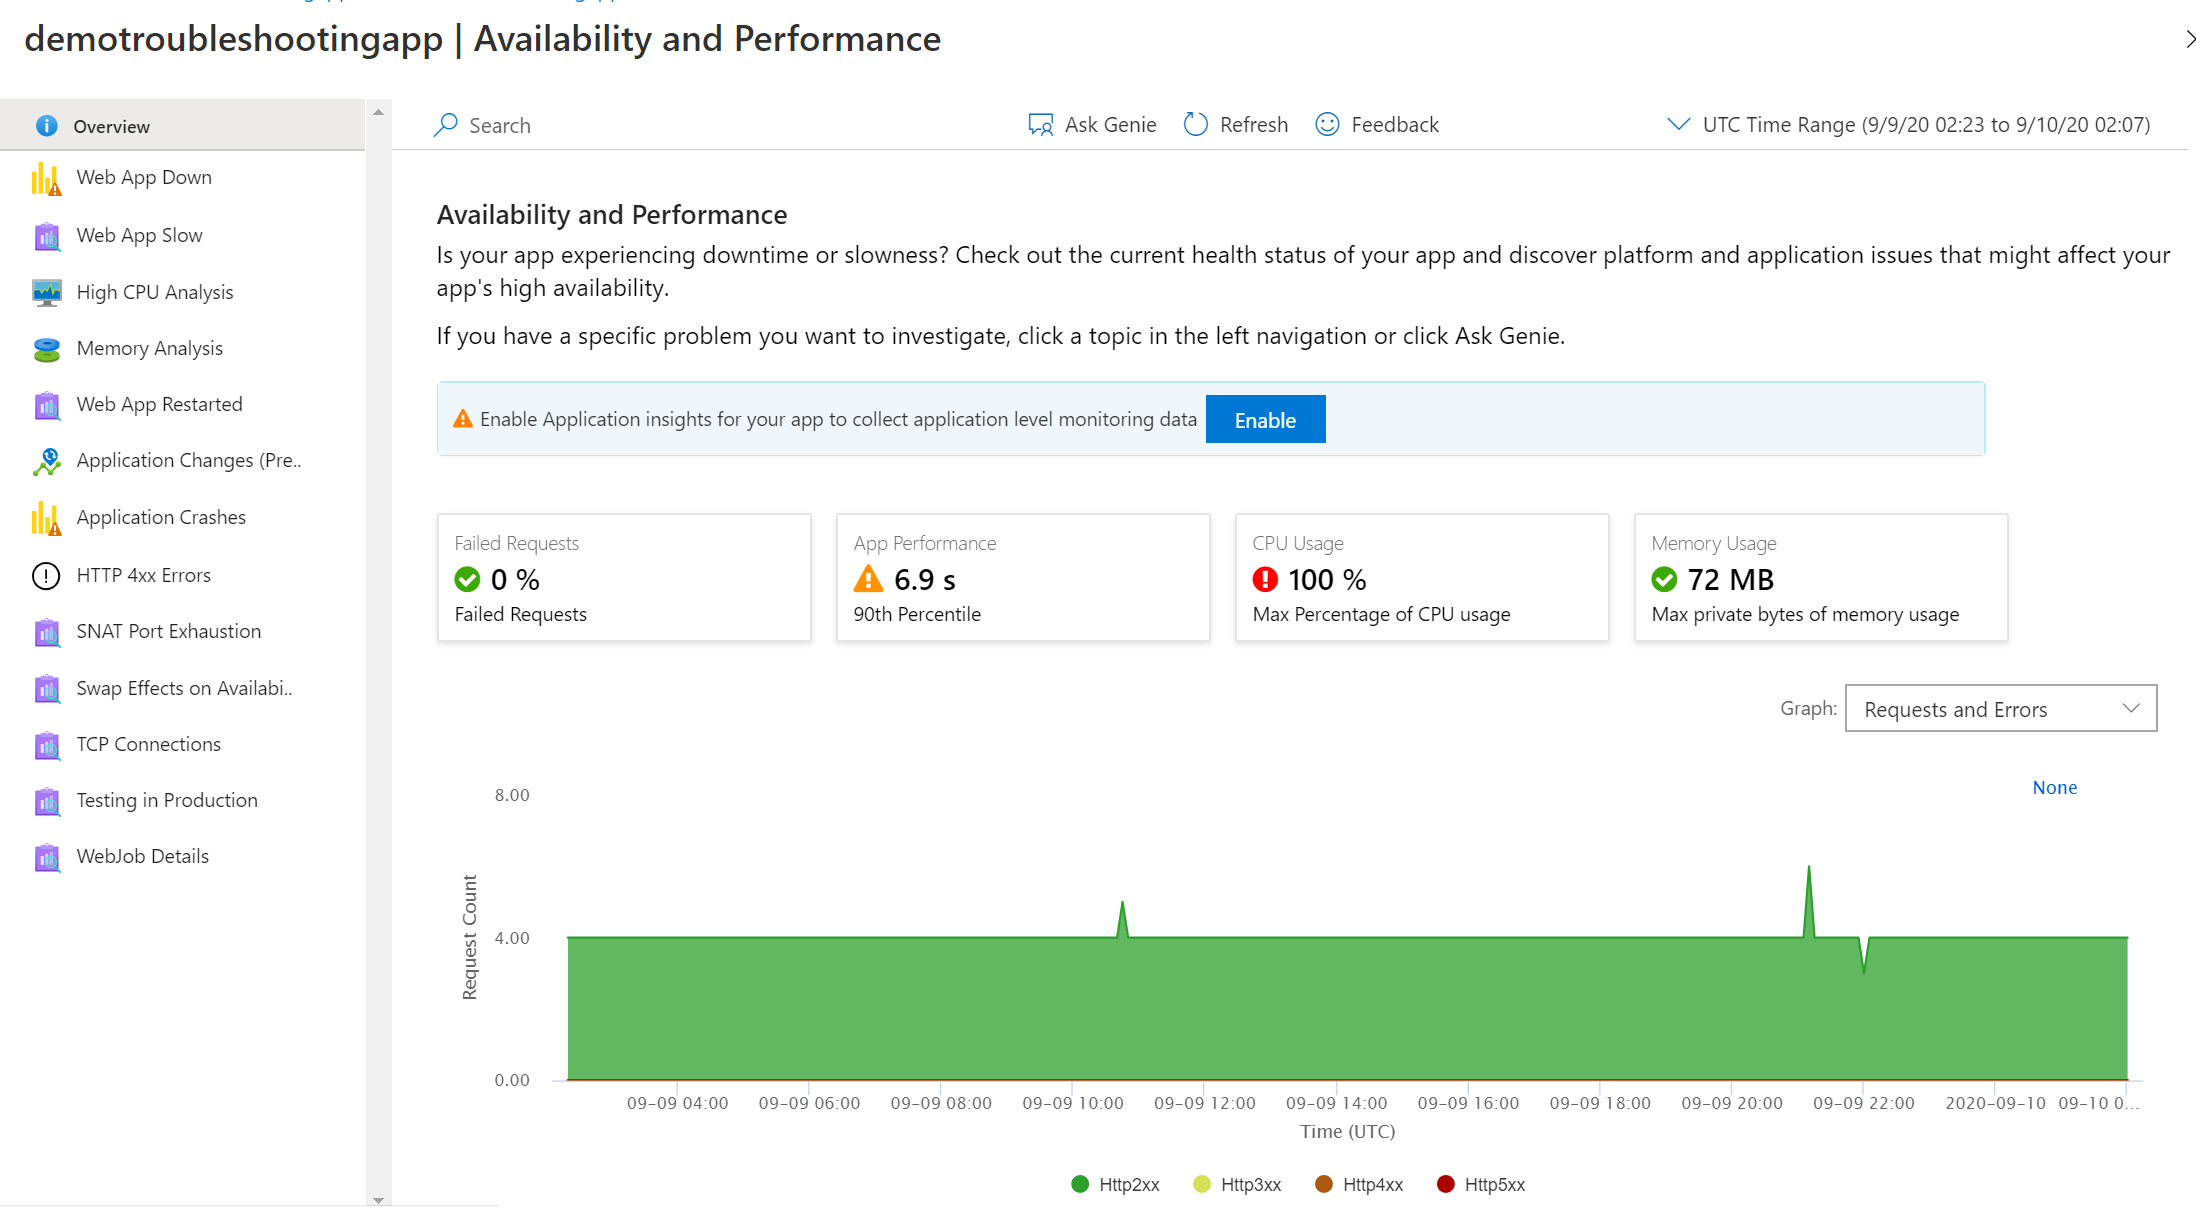 demotroubleshootingapp | Availability and Performance
Overview
Web App Down
Web App Slow
High CPU Analysis
Memory Analysis
Web App Restarted
Application Changes (Pre..
Application Crashes
HTTP 4xx Errors
SNAT Port Exhaustion
Swap Effects on Availabi..
TCP Connections
Testing in Production
WebJob Details
Search
Ask Genie
Refresh
Feedback
UTC Time Range (9/9/20 02:23 to 9/10/20 02:07)
Availability and Performance
Is your app experiencing downtime or slowness? Check out the current health status of your app and discover platform and application issues that might affect your
app's high availability.
If you have a specific problem you want to investigate, click a topic in the left navigation or click Ask Genie.
Enable Application insights for your app to collect application level monitoring data
Enable
Failed Requests
0 %
Failed Requests
App Performance
6.9 s
90th Percentile
CPU Usage
100 %
Max Percentage of CPU usage
Memory Usage
72 MB
Max private bytes of memory usage
Graph:
Requests and Errors
None
8.00
4.00
0.00
Request Count
09-09 04:00
09-09 06:00
09-09 08:00
09-09 10:00
09-09 12:00
09-09 14:00
09-09 16:00
09-09 18:00
09-09 20:00
09-09 22:00
2020-09-10
09-10 0...
Time (UTC)
Http2xx
Http3xx
Http4xx
Http5xx